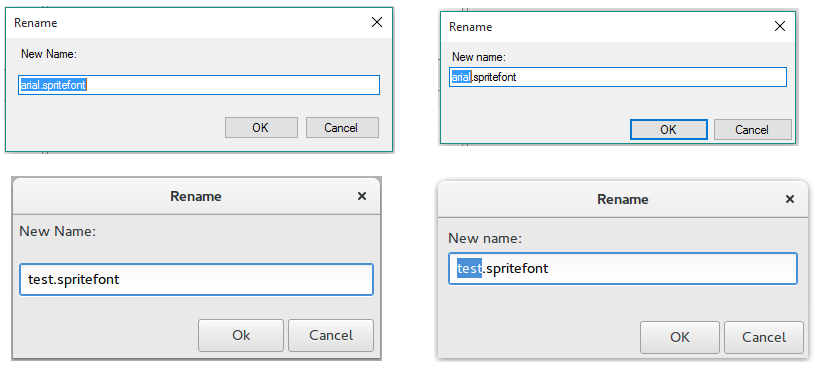 Rename
New Name:
arial.spritefont
OK Cancel
Rename
New name:
arial.spritefont
OK Cancel
Rename
New Name:
test.spritefont
Ok Cancel
Rename
New name:
test.spritefont
OK Cancel